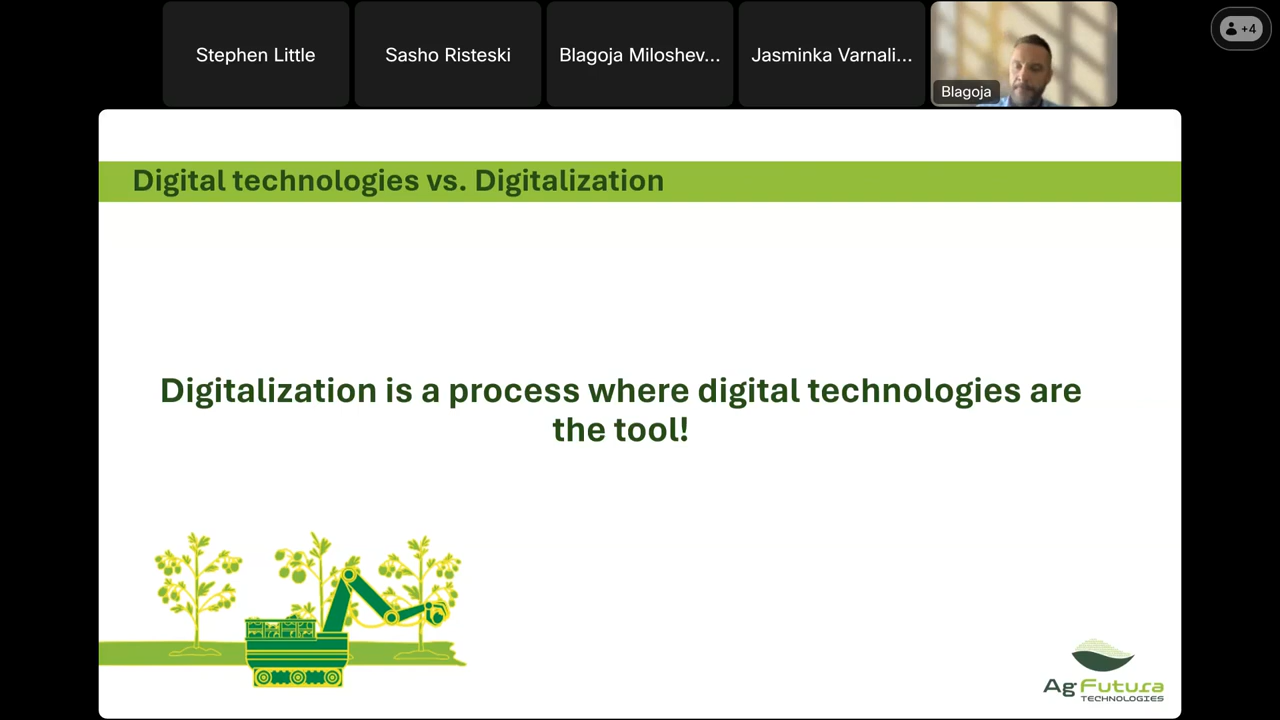 Stephen Little
Sasho Risteski
Blagoja Miloshev...
Jasminka Varnali...
Blagoja
+4
Digital technologies vs. Digitalization
Digitalization is a process where digital technologies are
the tool!
AgFutura
TECHNOLOGIES